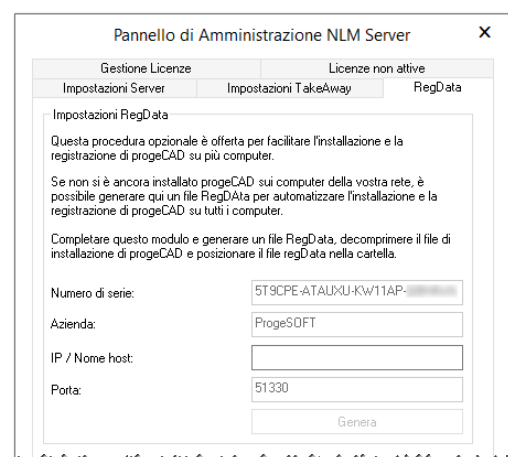 Pannello di Amministrazione NLM Server
Gestione Licenze
Licenze non attive
Impostazioni Server
Impostazioni TakeAway
RegData
Impostazioni RegData
Questa procedura opzionale è offerta per facilitare l'installazione e la
registrazione di progeCAD su più computer.
Se non si è ancora installato progeCAD sui computer della vostra rete, è
possibile generare qui un file RegDAta per automatizzare l'installazione e la
registrazione di progeCAD su tutti i computer.
Completare questo modulo e generare un file RegData, decomprimere il file di
installazione di progeCAD e posizionare il file regData nella cartella.
Numero di serie:
5T9CPE-ATAUXU-KW11AP-
Azienda:
ProgeSOFT
IP / Nome host:
Porta:
51330
Genera